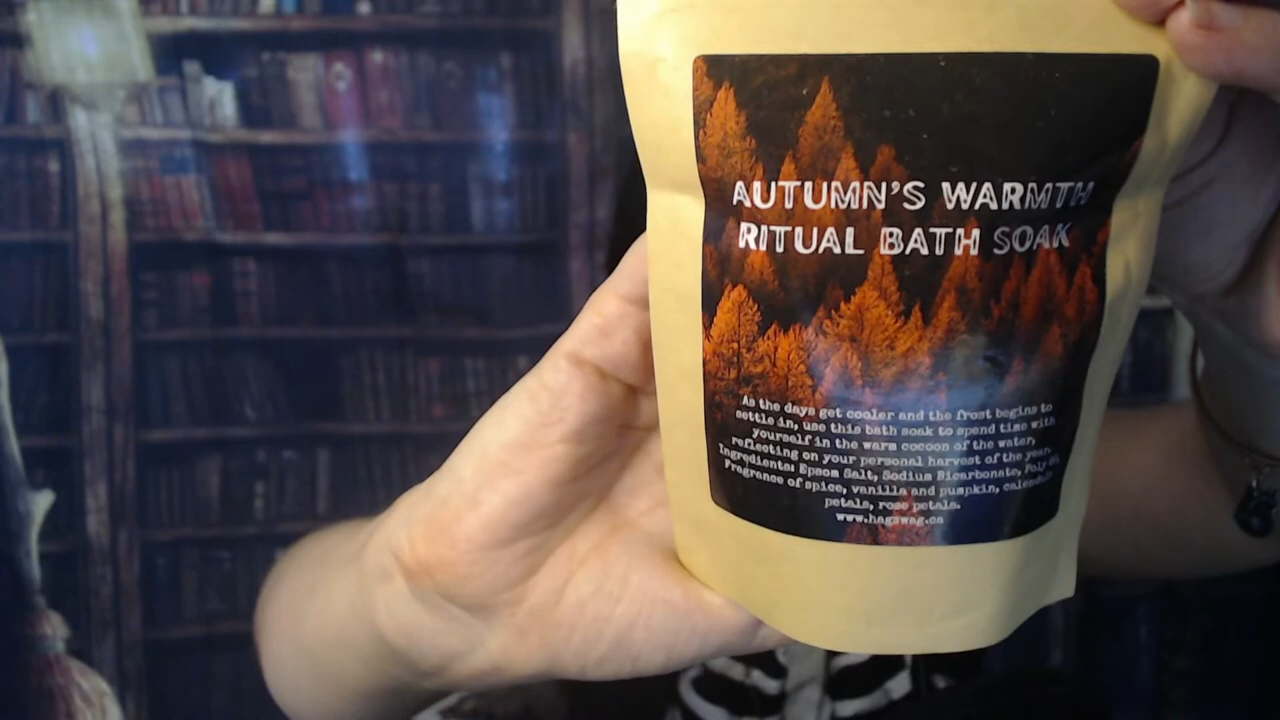 AUTUMN'S WARMTH
RITUAL BATH SOAK
As the days get cooler and the frost begins to
settle in, use this bath soak to spend time with
yourself in the warm cocoon of the water,
reflecting on your personal harvest of the year.
Ingredients: Epsom Salt, Sodium Bicarbonate, Poly
Fragrance of spice, vanilla and pumpkin, calendula
petals, rose petals.
www.hagswag.ca